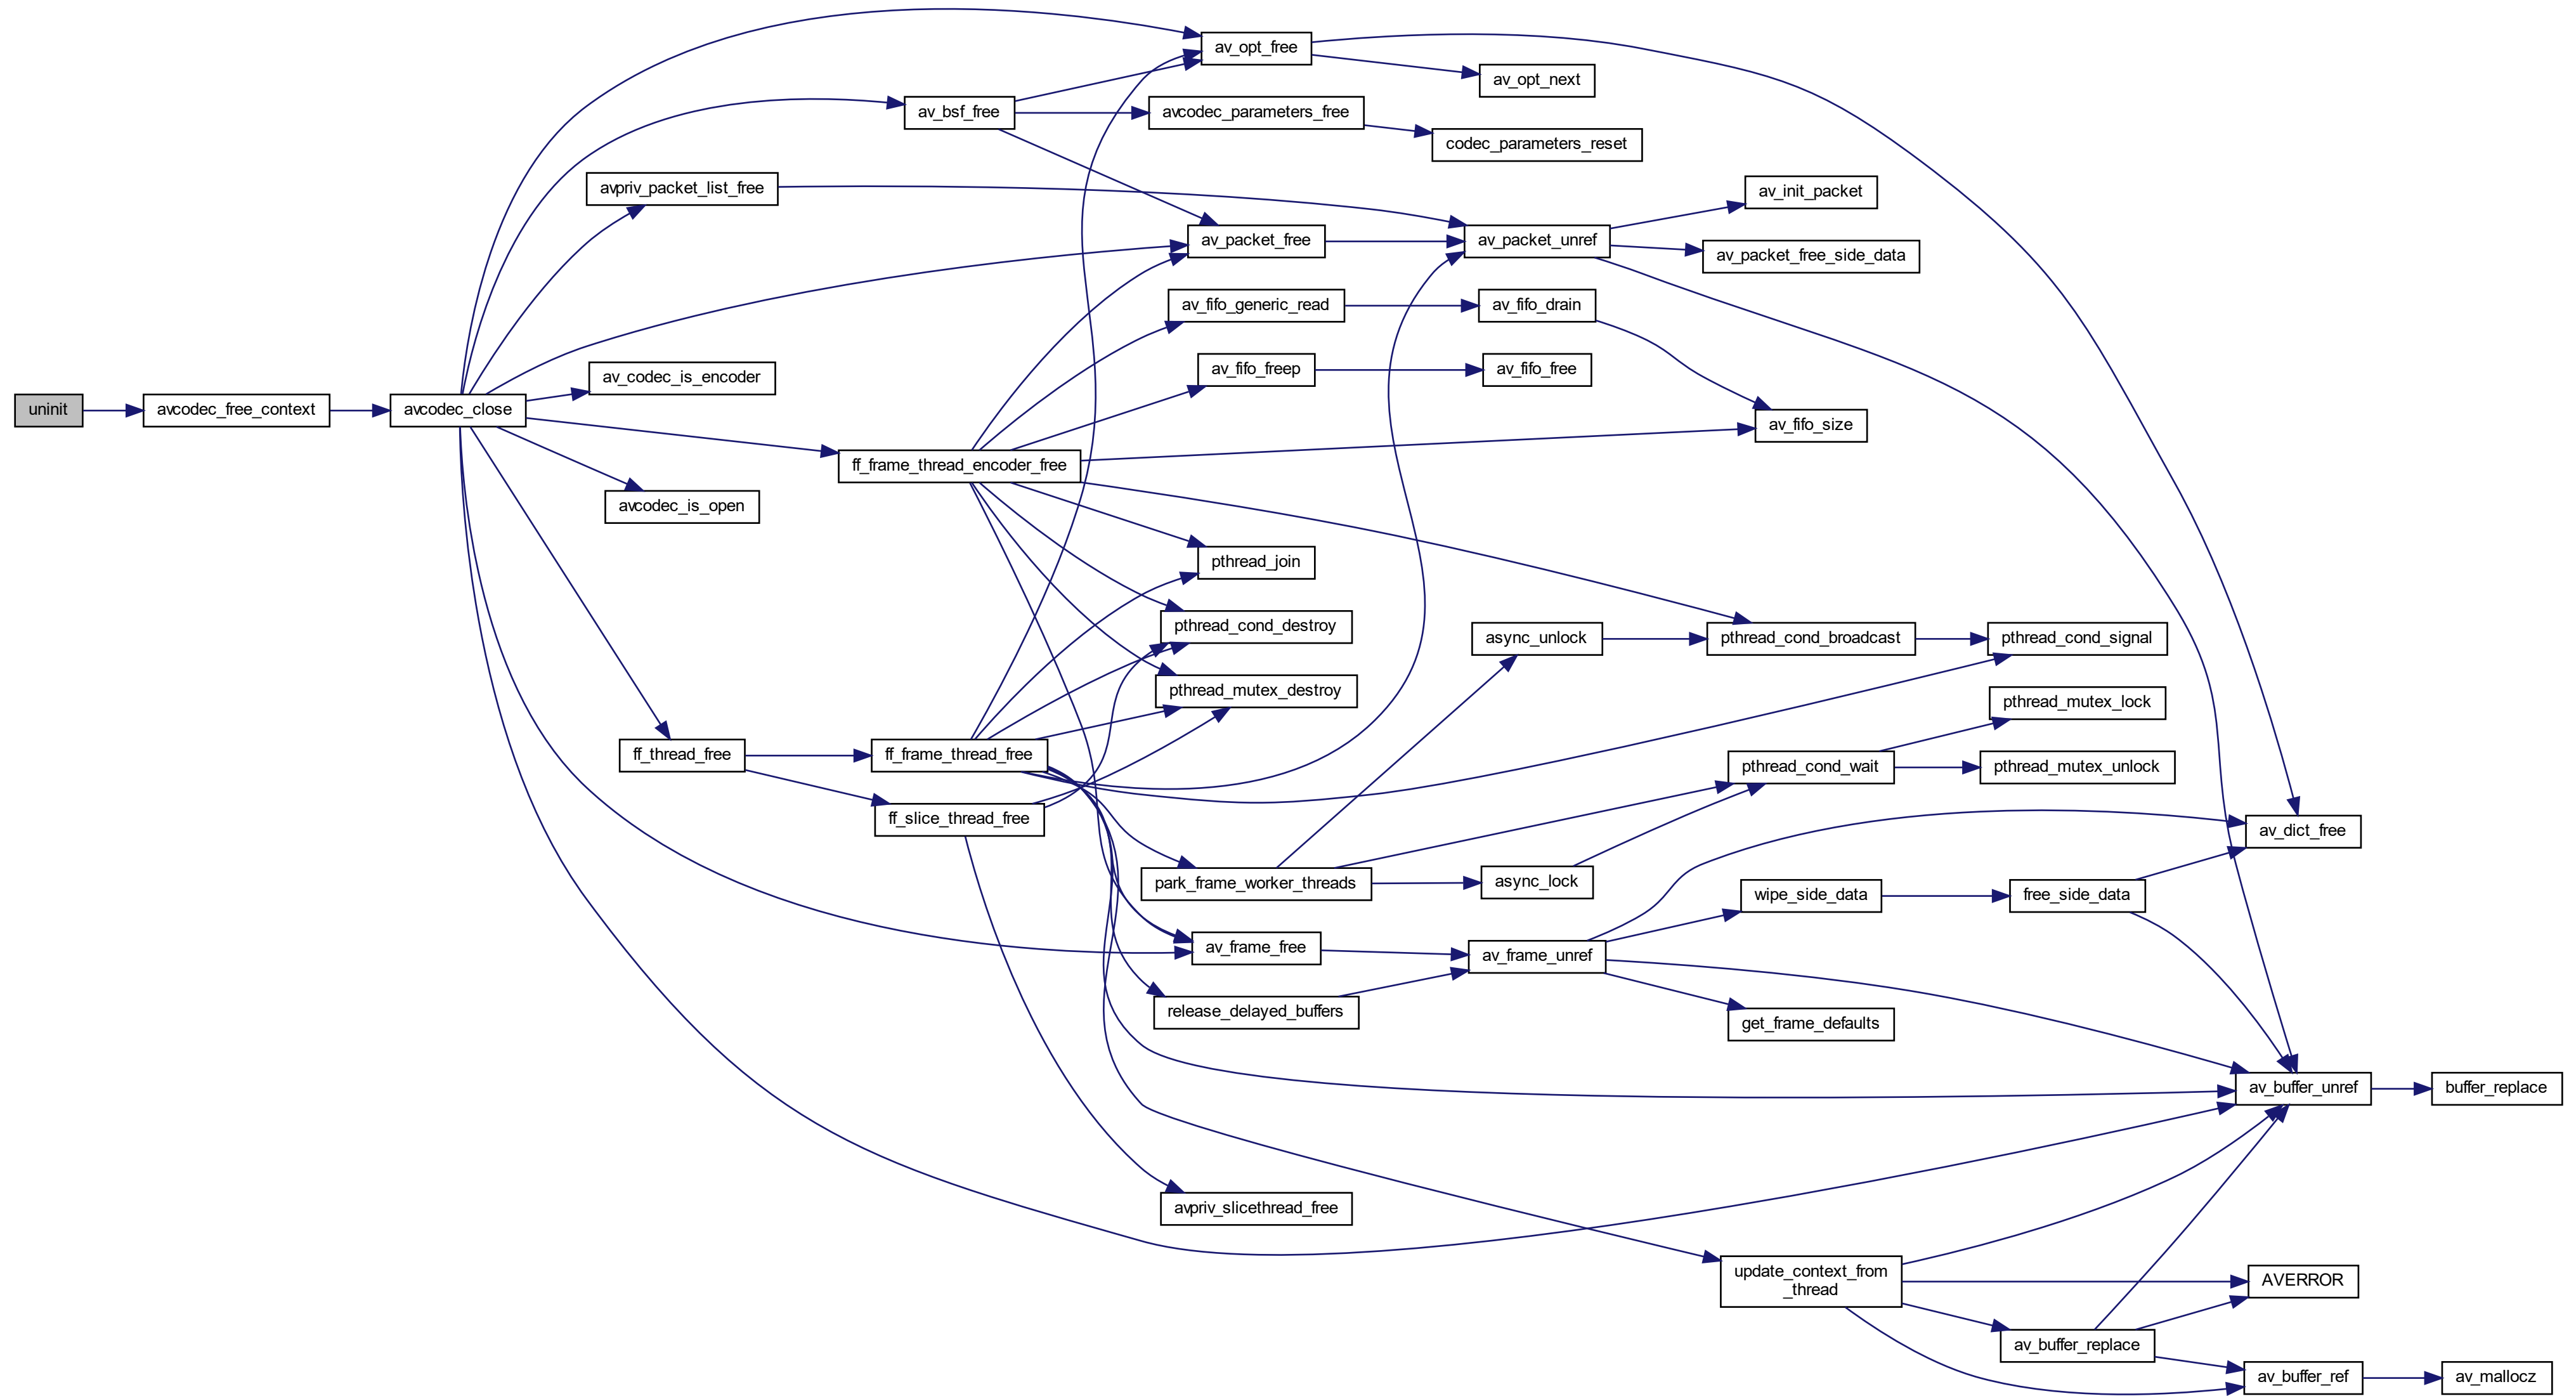 av_opt_free
av_opt_next
av_bsf_free
avcodec_parameters_free
codec_parameters_reset
avpriv_packet_list_free
av_init_packet
av_packet_free
av_packet_unref
av_packet_free_side_data
av_fifo_generic_read
av_fifo_drain
av_codec_is_encoder
av_fifo_freep
av_fifo_free
uninit
avcodec_free_context
avcodec_close
av_fifo_size
ff_frame_thread_encoder_free
avcodec_is_open
pthread_join
pthread_cond_destroy
async_unlock
pthread_cond_broadcast
pthread_cond_signal
pthread_mutex_destroy
pthread_mutex_lock
ff_thread_free
ff_frame_thread_free
pthread_cond_wait
pthread_mutex_unlock
ff_slice_thread_free
av_dict_free
park_frame_worker_threads
async_lock
wipe_side_data
free_side_data
av_frame_free
av_frame_unref
release_delayed_buffers
get_frame_defaults
av_buffer_unref
buffer_replace
avpriv_slicethread_free
update_context_from
_thread
AVERROR
av_buffer_replace
av_buffer_ref
av_mallocz